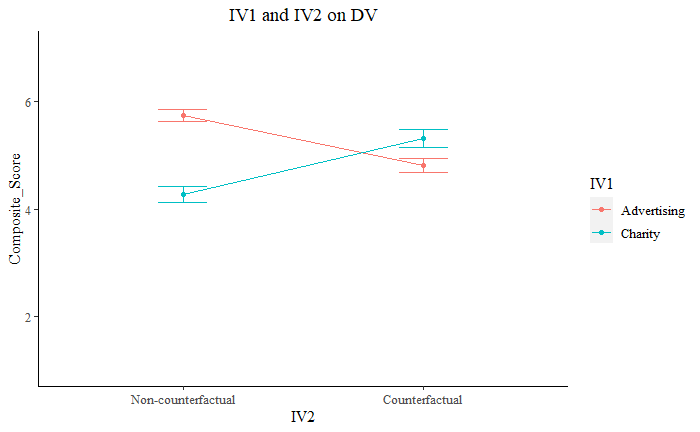 IV1 and IV2 on DV
Composite_Score
6
4
2
Non-counterfactual
Counterfactual
IV2
IV1
Advertising
Charity